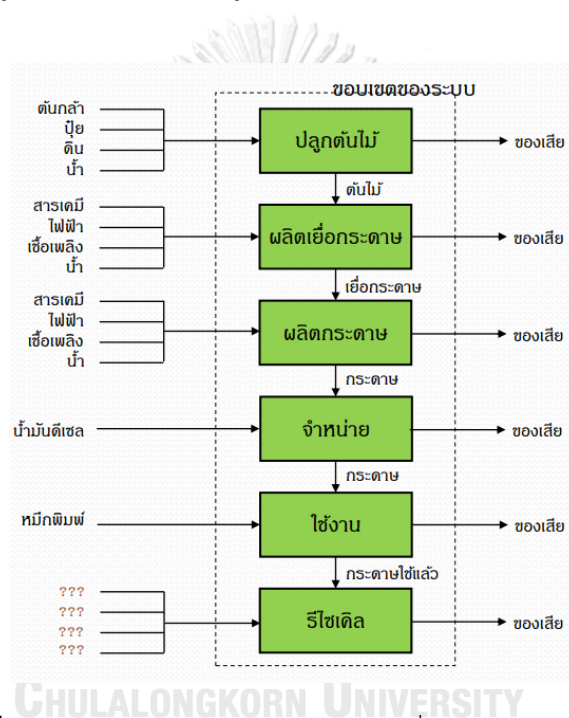 ขอบเขตของระบบ
ต้นกล้า
ปุ๋ย
ดิน
น้ำ
ปลูกต้นไม้
ของเสีย
ต้นไม้
สารเคมี
ไฟฟ้า
เชื้อเพลิง
น้ำ
ผลิตเยื่อกระดาษ
ของเสีย
เยื่อกระดาษ
สารเคมี
ไฟฟ้า
เชื้อเพลิง
น้ำ
ผลิตกระดาษ
ของเสีย
กระดาษ
น้ำมันดีเซล
จำหน่าย
ของเสีย
กระดาษ
หมึกพิมพ์
ใช้งาน
ของเสีย
กระดาษใช้แล้ว
???
???
???
???
รีไซเคิล
ของเสีย
CHULALONGKORN UNIVERSITY